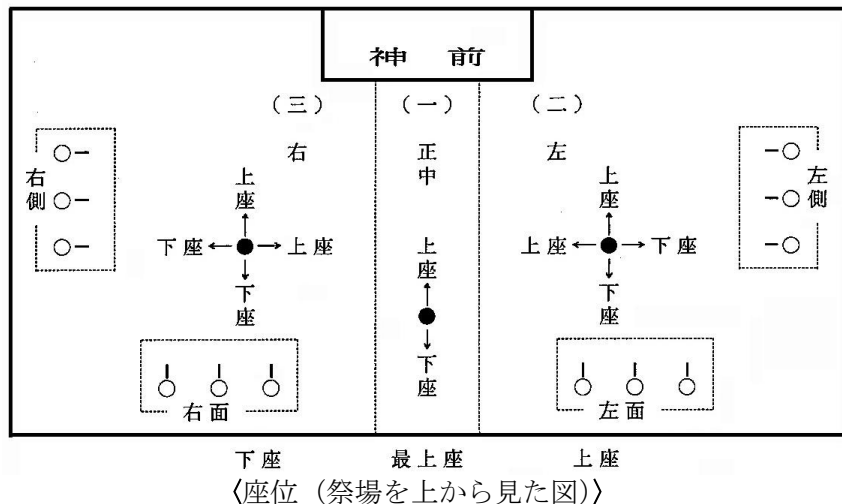 神前
（三）
（一）
（二）
右
正中
左
右側
左側
上座
下座
上座
下座
上座
下座
上座
上座
下座
下座
右面
左面
下座
最上座
上座
〈座位（祭場を上から見た図）〉